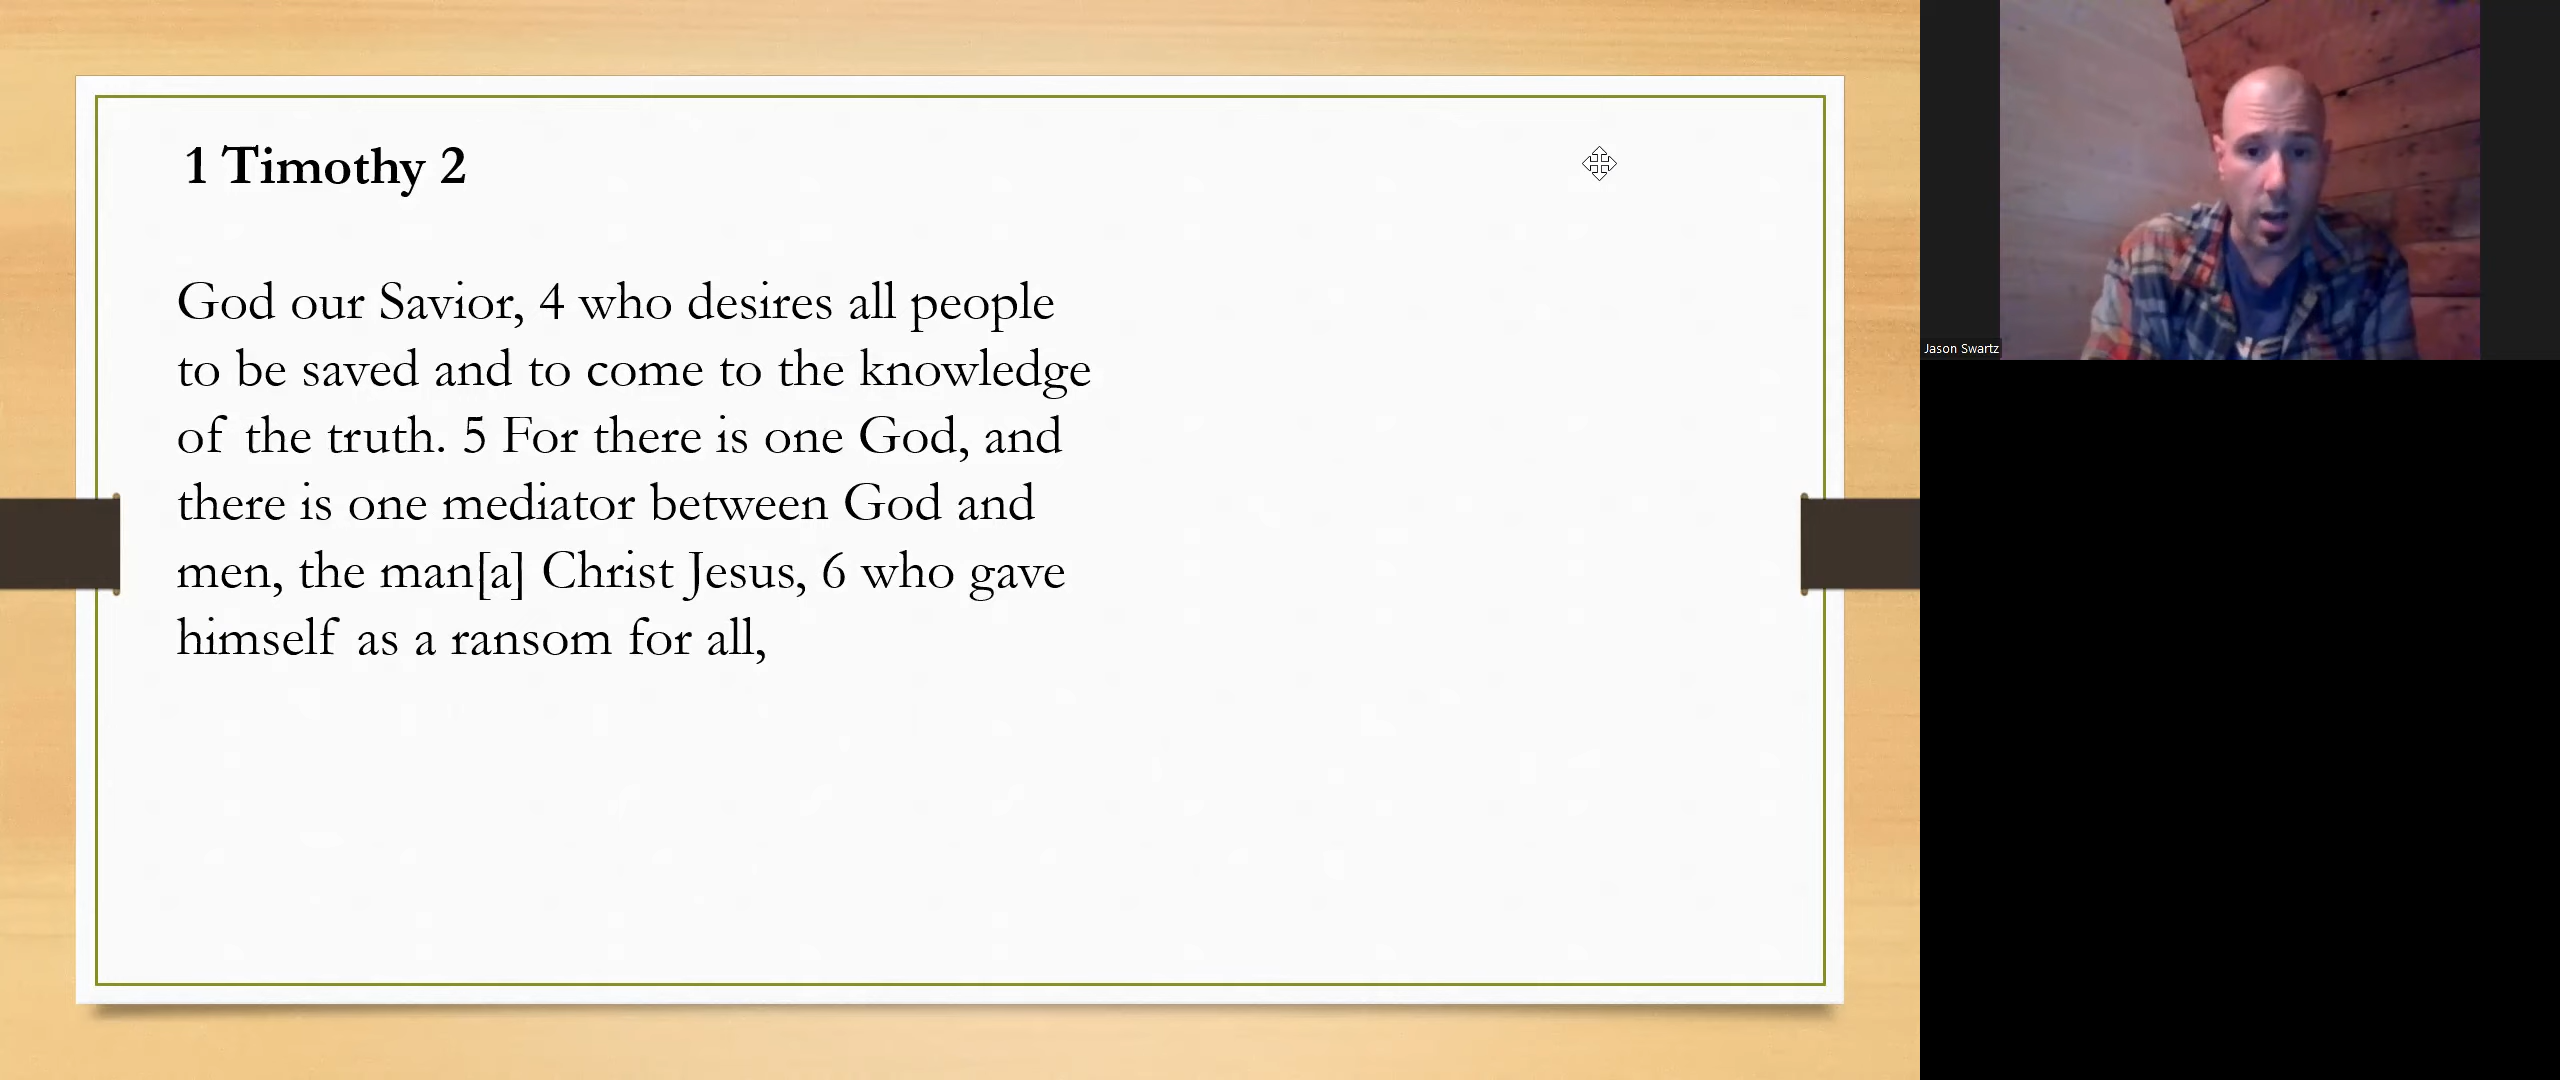 1 Timothy 2
God our Savior, 4 who desires all people
to be saved and to come to the knowledge
of the truth. 5 For there is one God, and
there is one mediator between God and
men, the man[a] Christ Jesus, 6 who gave
himself as a ransom for all,
Jason Swartz